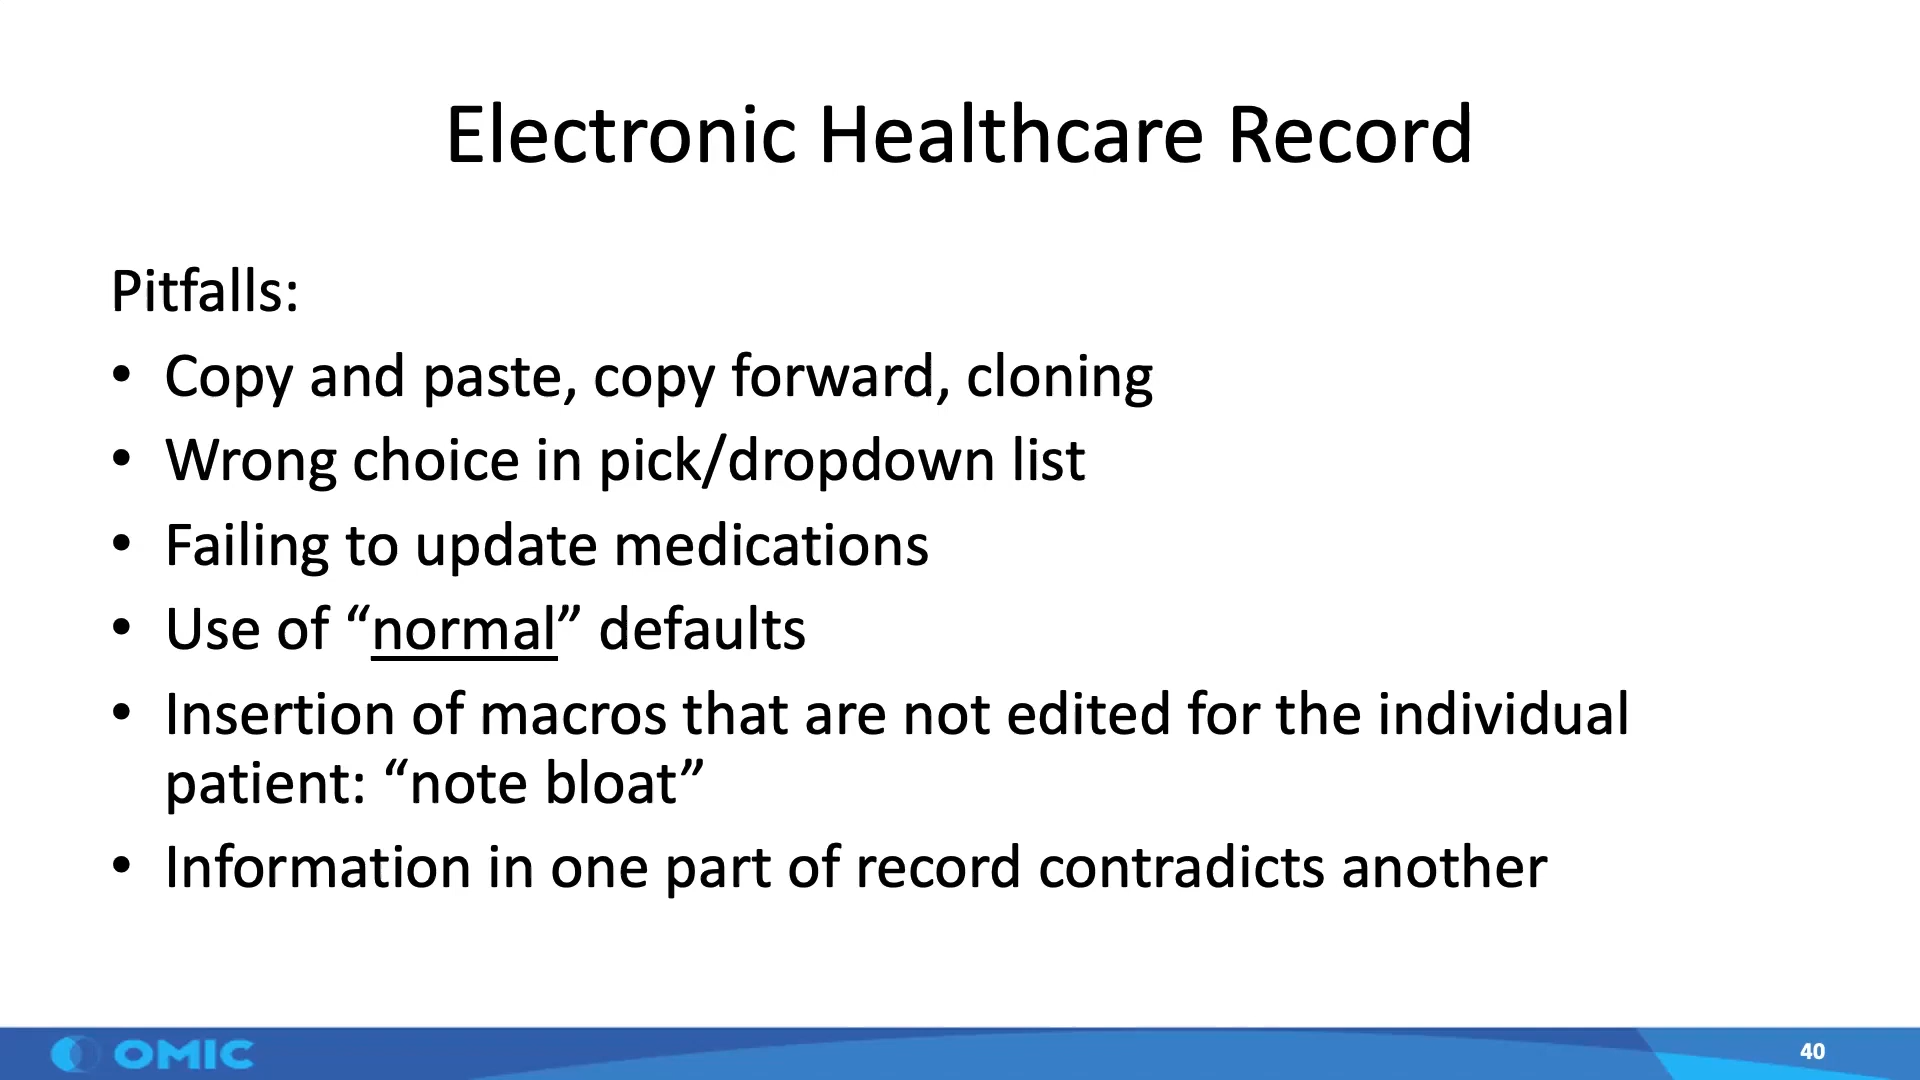 Electronic Healthcare Record
Pitfalls:
• Copy and paste, copy forward, cloning
• Wrong choice in pick/dropdown list
• Failing to update medications
• Use of “normal” defaults
• Insertion of macros that are not edited for the individual
patient: “note bloat”
• Information in one part of record contradicts another
OMIC
40